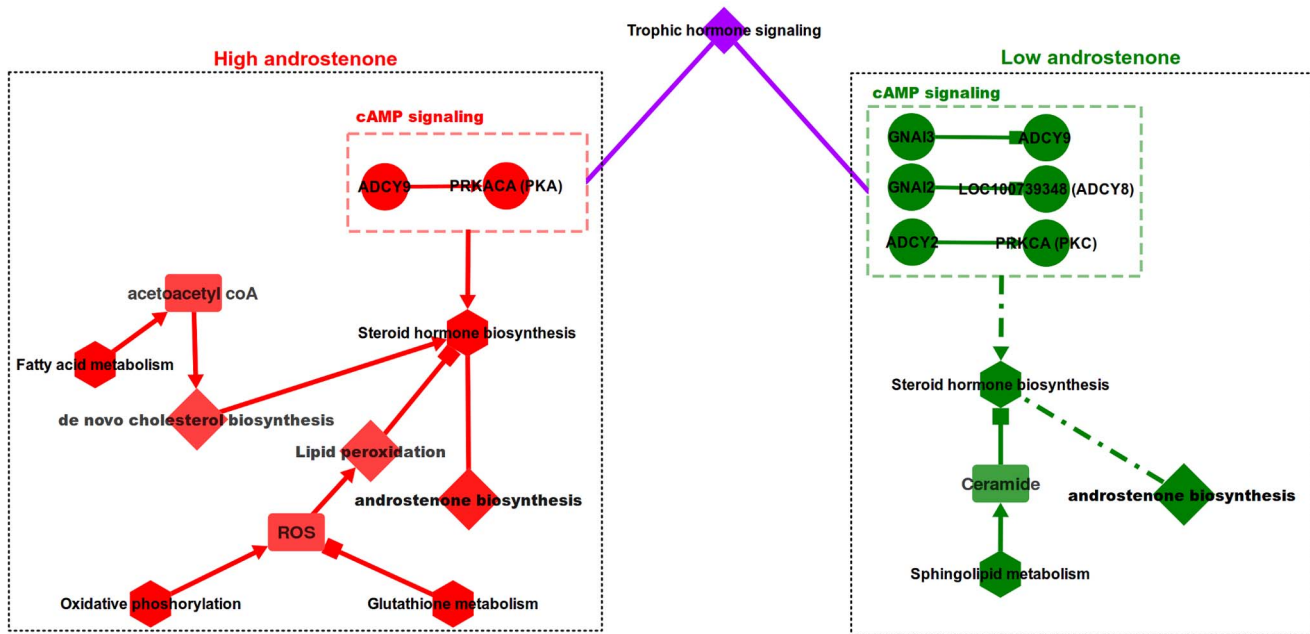 Trophic hormone signaling
High androstenone
cAMP signaling
ADCY9
PRKACA (PKA)
acetoacetyl coA
Steroid hormone biosynthesis
Fatty acid metabolism
de novo cholesterol biosynthesis
Lipid peroxidation
androstenone biosynthesis
ROS
Oxidative phoshorylation
Glutathione metabolism
Low androstenone
cAMP signaling
GNAI3
ADCY9
GNAI2
LOC100739348 (ADCY8)
ADCY2
PRKCA (PKC)
Steroid hormone biosynthesis
Ceramide
androstenone biosynthesis
Sphingolipid metabolism